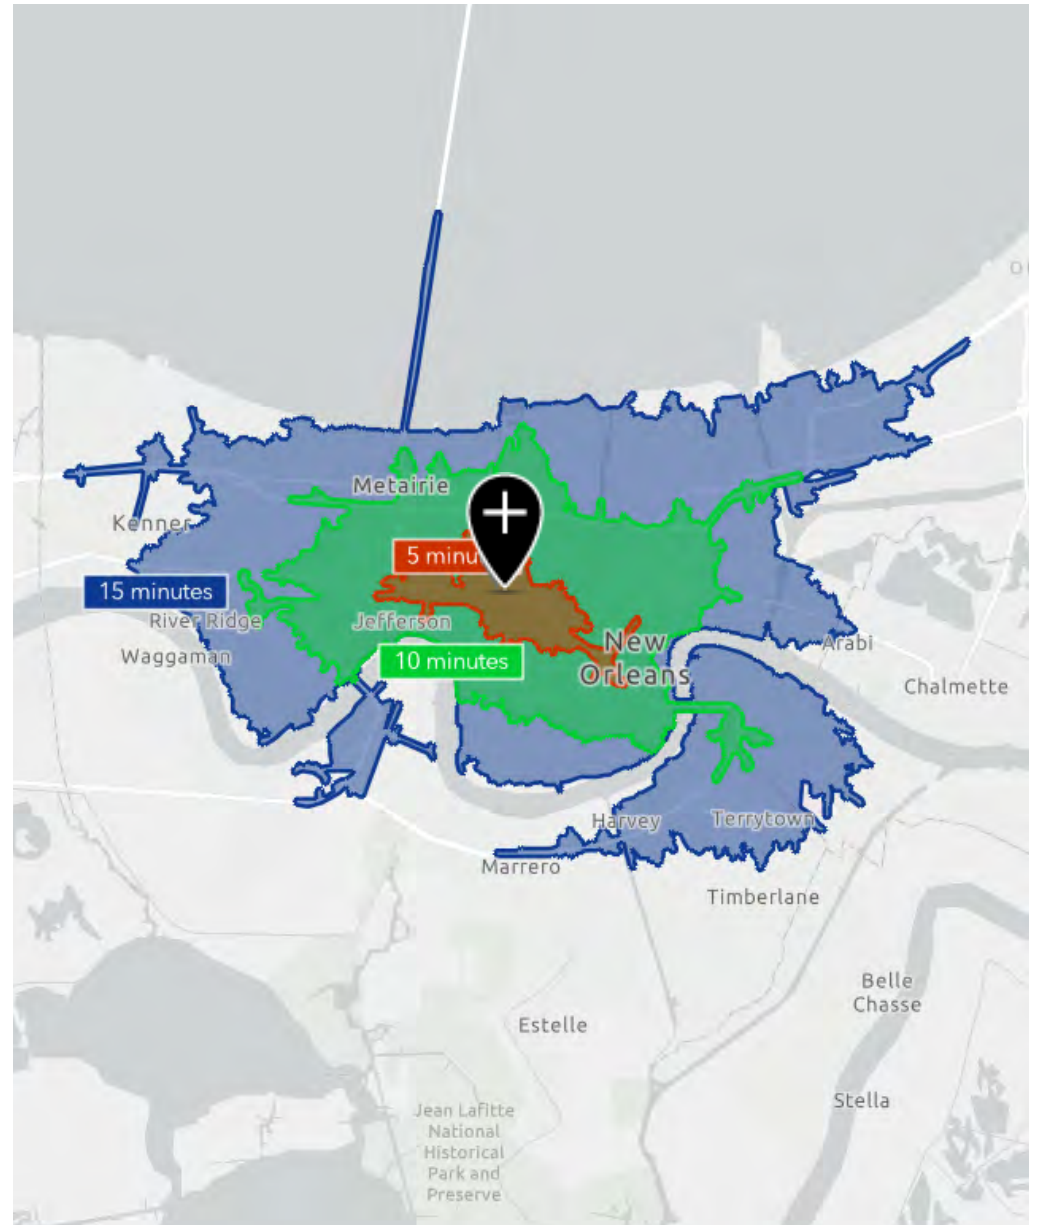 Metairie
Kenner
5 minu
15 minutes
River Ridge
Jefferson
New
Orleans
Waggaman
10 minutes
Arabi
Chalmette
Harvey
Terrytown
Marrero
Timberlane
Belle
Chasse
Estelle
Stella
Jean Lafitte
National
Historical
Park and
Preserve